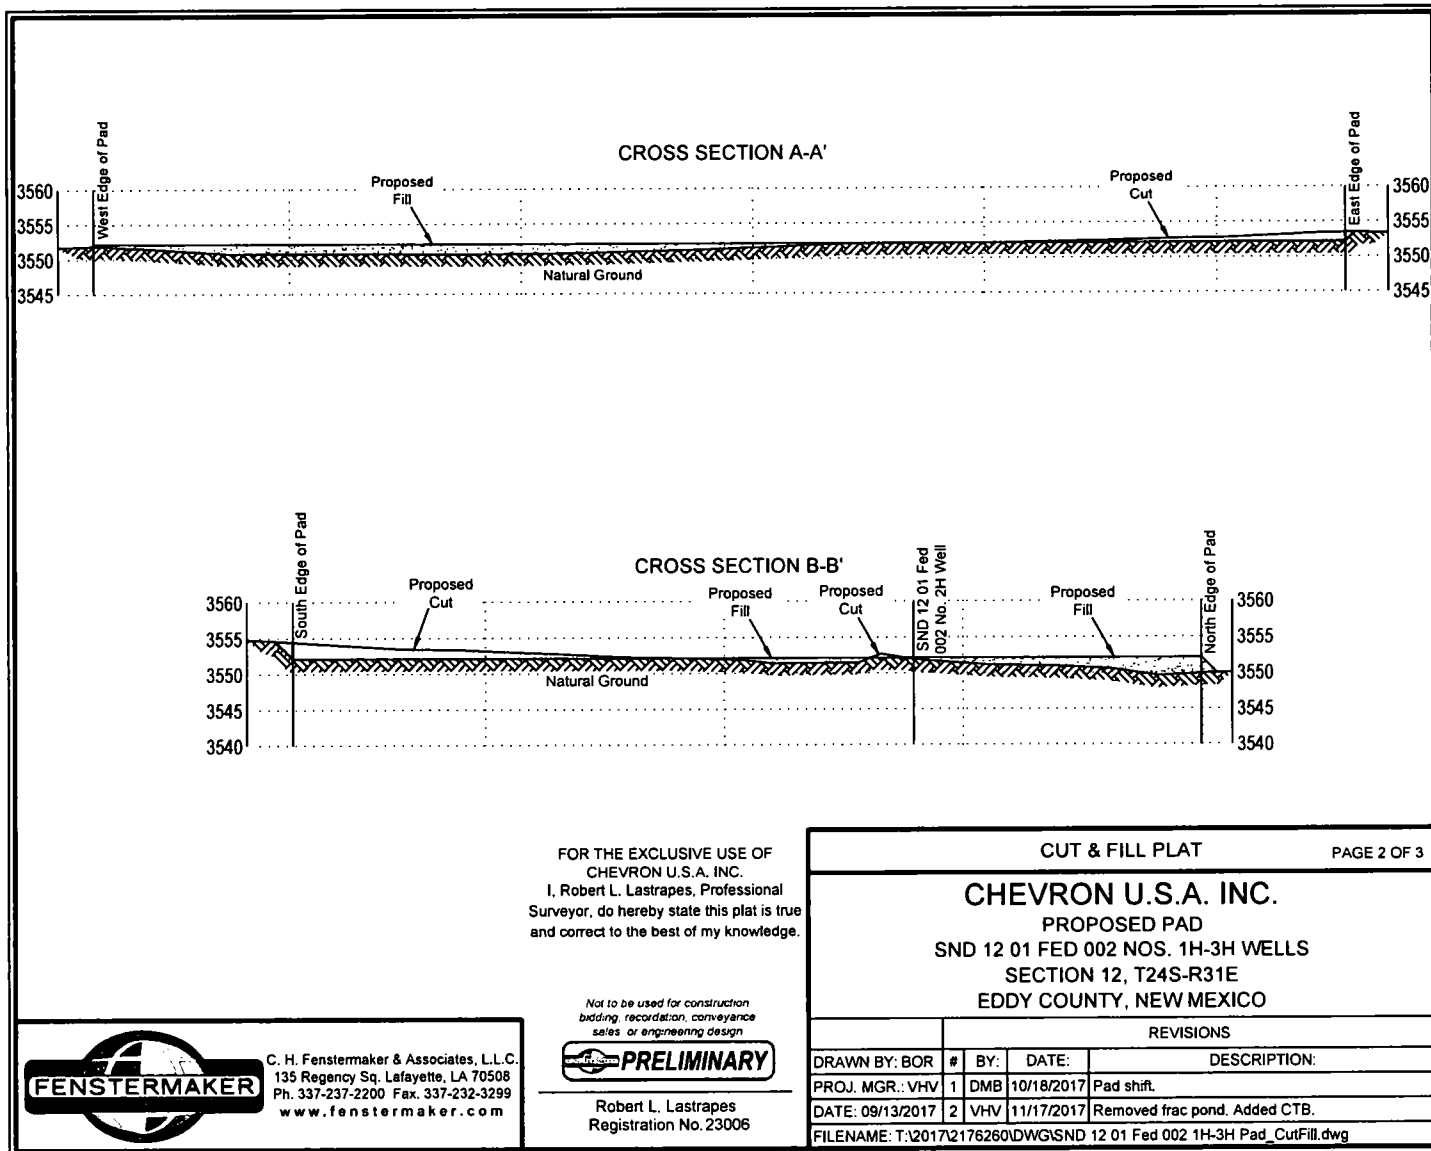 CROSS SECTION A-A'
West Edge of Pad
East Edge of Pad
Proposed
Fill
Proposed
Cut
3560
3555
3550
3545
3560
3555
3550
3545
Natural Ground
CROSS SECTION B-B'
South Edge of Pad
SND 12 01 Fed
002 No. 2H Well
North Edge of Pad
Proposed
Cut
Proposed
Fill
Proposed
Cut
Proposed
Fill
3560
3555
3550
3545
3540
3560
3555
3550
3545
3540
Natural Ground
FOR THE EXCLUSIVE USE OF
CHEVRON U.S.A. INC.
I, Robert L. Lastrapes, Professional
Surveyor, do hereby state this plat is true
and correct to the best of my knowledge.
Not to be used for construction
bidding, recordation, conveyance
sales or engineering design
PRELIMINARY
Robert L. Lastrapes
Registration No. 23006
FENSTERMAKER
C. H. Fenstermaker & Associates, L.L.C.
135 Regency Sq. Lafayette, LA 70508
Ph. 337-237-2200 Fax. 337-232-3299
www.fenstermaker.com
CUT & FILL PLAT PAGE 2 OF 3
CHEVRON U.S.A. INC.
PROPOSED PAD
SND 12 01 FED 002 NOS. 1H-3H WELLS
SECTION 12, T24S-R31E
EDDY COUNTY, NEW MEXICO
REVISIONS
DRAWN BY: BOR # BY: DATE: DESCRIPTION:
PROJ. MGR.: VHV 1 DMB 10/18/2017 Pad shift.
DATE: 09/13/2017 2 VHV 11/17/2017 Removed frac pond. Added CTB.
FILENAME: T:\2017\2176260\DWG\SND 12 01 Fed 002 1H-3H Pad_CutFill.dwg